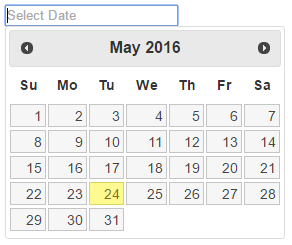 Select Date
May 2016
Su Mo Tu We Th Fr Sa
1 2 3 4 5 6 7
8 9 10 11 12 13 14
15 16 17 18 19 20 21
22 23 24 25 26 27 28
29 30 31